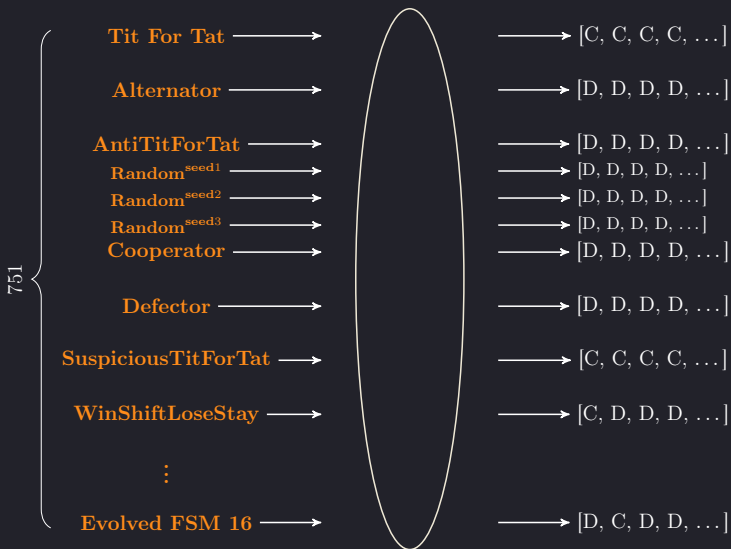 Tit For Tat [C, C, C, C, ...]
Alternator [D, D, D, D, ...]
AntiTitForTat [D, D, D, D, ...]
Random^seed1 [D, D, D, D, ...]
Random^seed2 [D, D, D, D, ...]
Random^seed3 [D, D, D, D, ...]
Cooperator [D, D, D, D, ...]
751
Defector [D, D, D, D, ...]
SuspiciousTitForTat [C, C, C, C, ...]
WinShiftLoseStay [C, D, D, D, ...]
⋮
Evolved FSM 16 [D, C, D, D, ...]